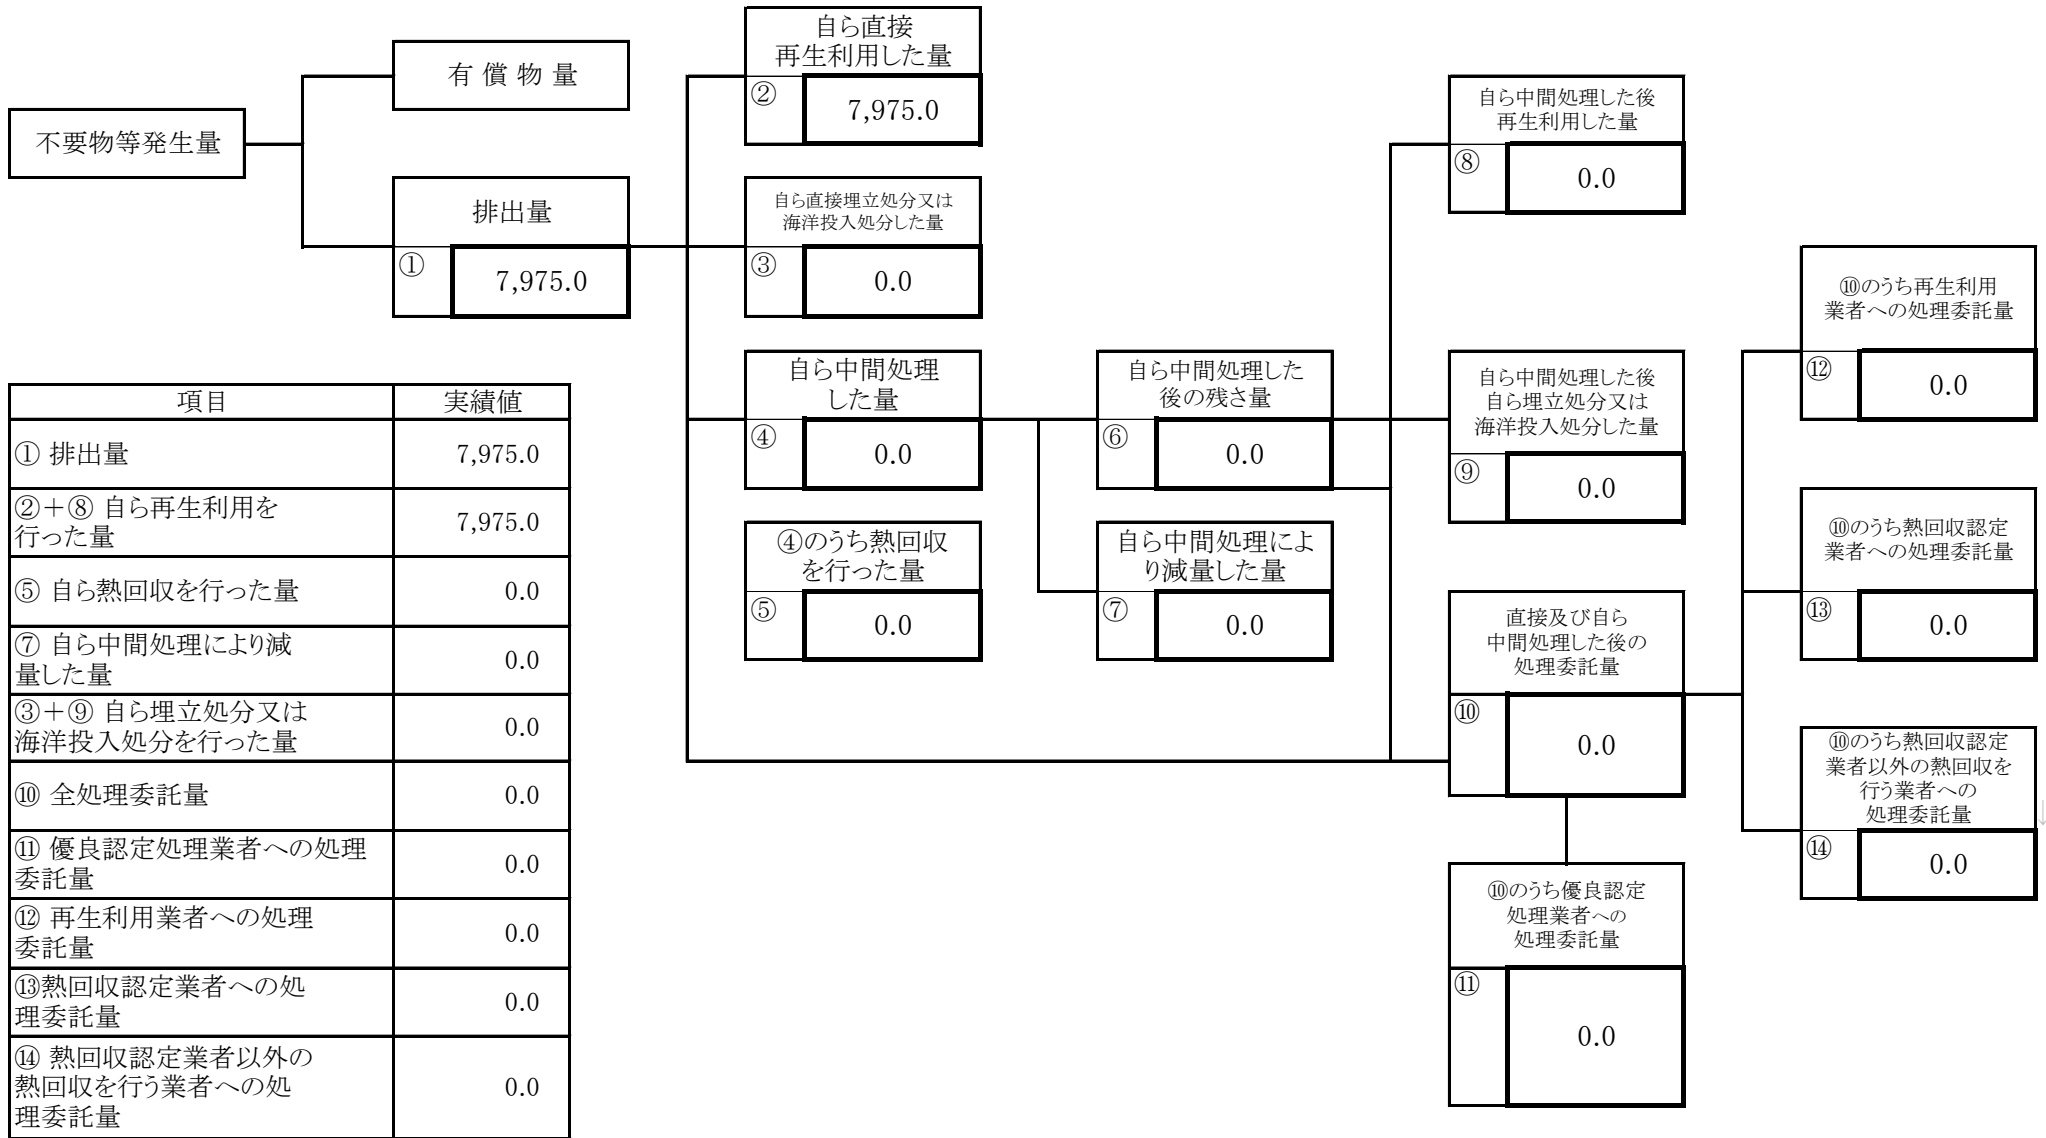 不要物等発生量
有 償 物 量
排出量
①
7,975.0
自ら直接
再生利用した量
②
7,975.0
自ら直接埋立処分又は
海洋投入処分した量
③
0.0
自ら中間処理
した量
④
0.0
④のうち熱回収
を行った量
⑤
0.0
自ら中間処理した
後の残さ量
⑥
0.0
自ら中間処理によ
り減量した量
⑦
0.0
自ら中間処理した後
再生利用した量
⑧
0.0
自ら中間処理した後
自ら埋立処分又は
海洋投入処分した量
⑨
0.0
直接及び自ら
中間処理した後の
処理委託量
⑩
0.0
⑩のうち優良認定
処理業者への
処理委託量
⑪
0.0
⑩のうち再生利用
業者への処理委託量
⑫
0.0
⑩のうち熱回収認定
業者への処理委託量
⑬
0.0
⑩のうち熱回収認定
業者以外の熱回収を
行う業者への
処理委託量
⑭
0.0
項目 実績値
① 排出量 7,975.0
②＋⑧ 自ら再生利用を
行った量 7,975.0
⑤ 自ら熱回収を行った量 0.0
⑦ 自ら中間処理により減
量した量 0.0
③＋⑨ 自ら埋立処分又は
海洋投入処分を行った量 0.0
⑩ 全処理委託量 0.0
⑪ 優良認定処理業者への処理
委託量 0.0
⑫ 再生利用業者への処理
委託量 0.0
⑬熱回収認定業者への処
理委託量 0.0
⑭ 熱回収認定業者以外の
熱回収を行う業者への処
理委託量 0.0